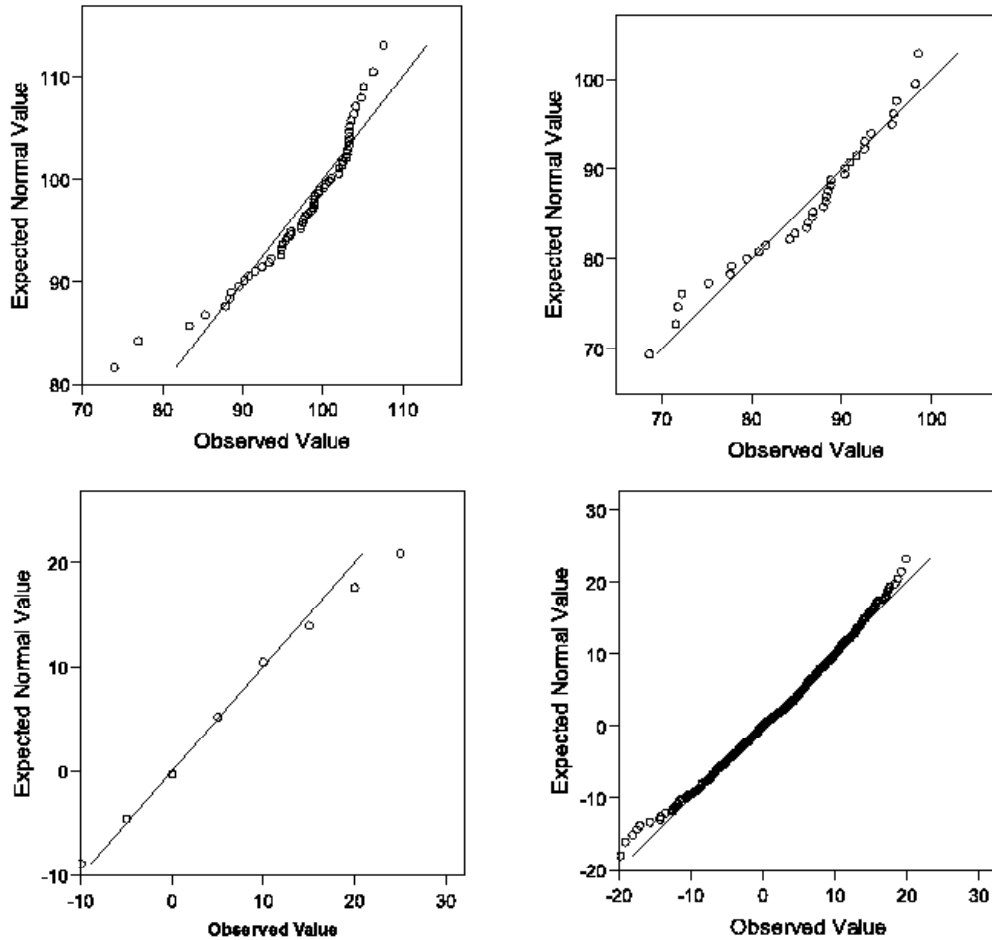 Expected Normal Value
110
100
90
80
70 80 90 100 110
Observed Value
Expected Normal Value
100
90
80
70
70 80 90 100
Observed Value
Expected Normal Value
20
10
0
-10
-10 0 10 20 30
Observed Value
Expected Normal Value
30
20
10
0
-10
-20
-20 -10 0 10 20 30
Observed Value